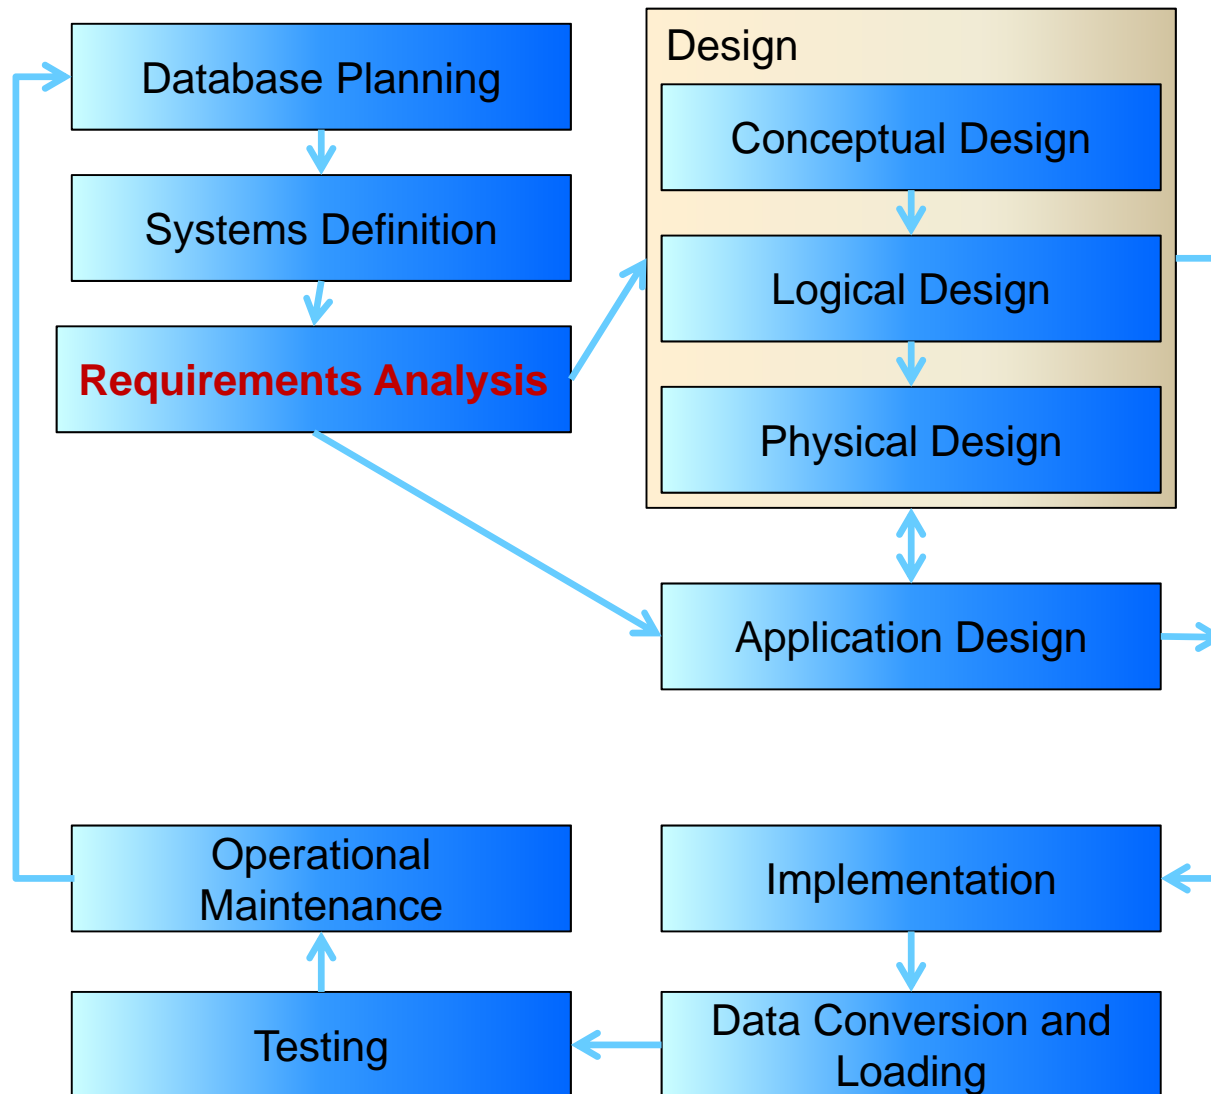 Database Planning
Systems Definition
Requirements Analysis
Design
Conceptual Design
Logical Design
Physical Design
Application Design
Operational
Maintenance
Implementation
Testing
Data Conversion and
Loading